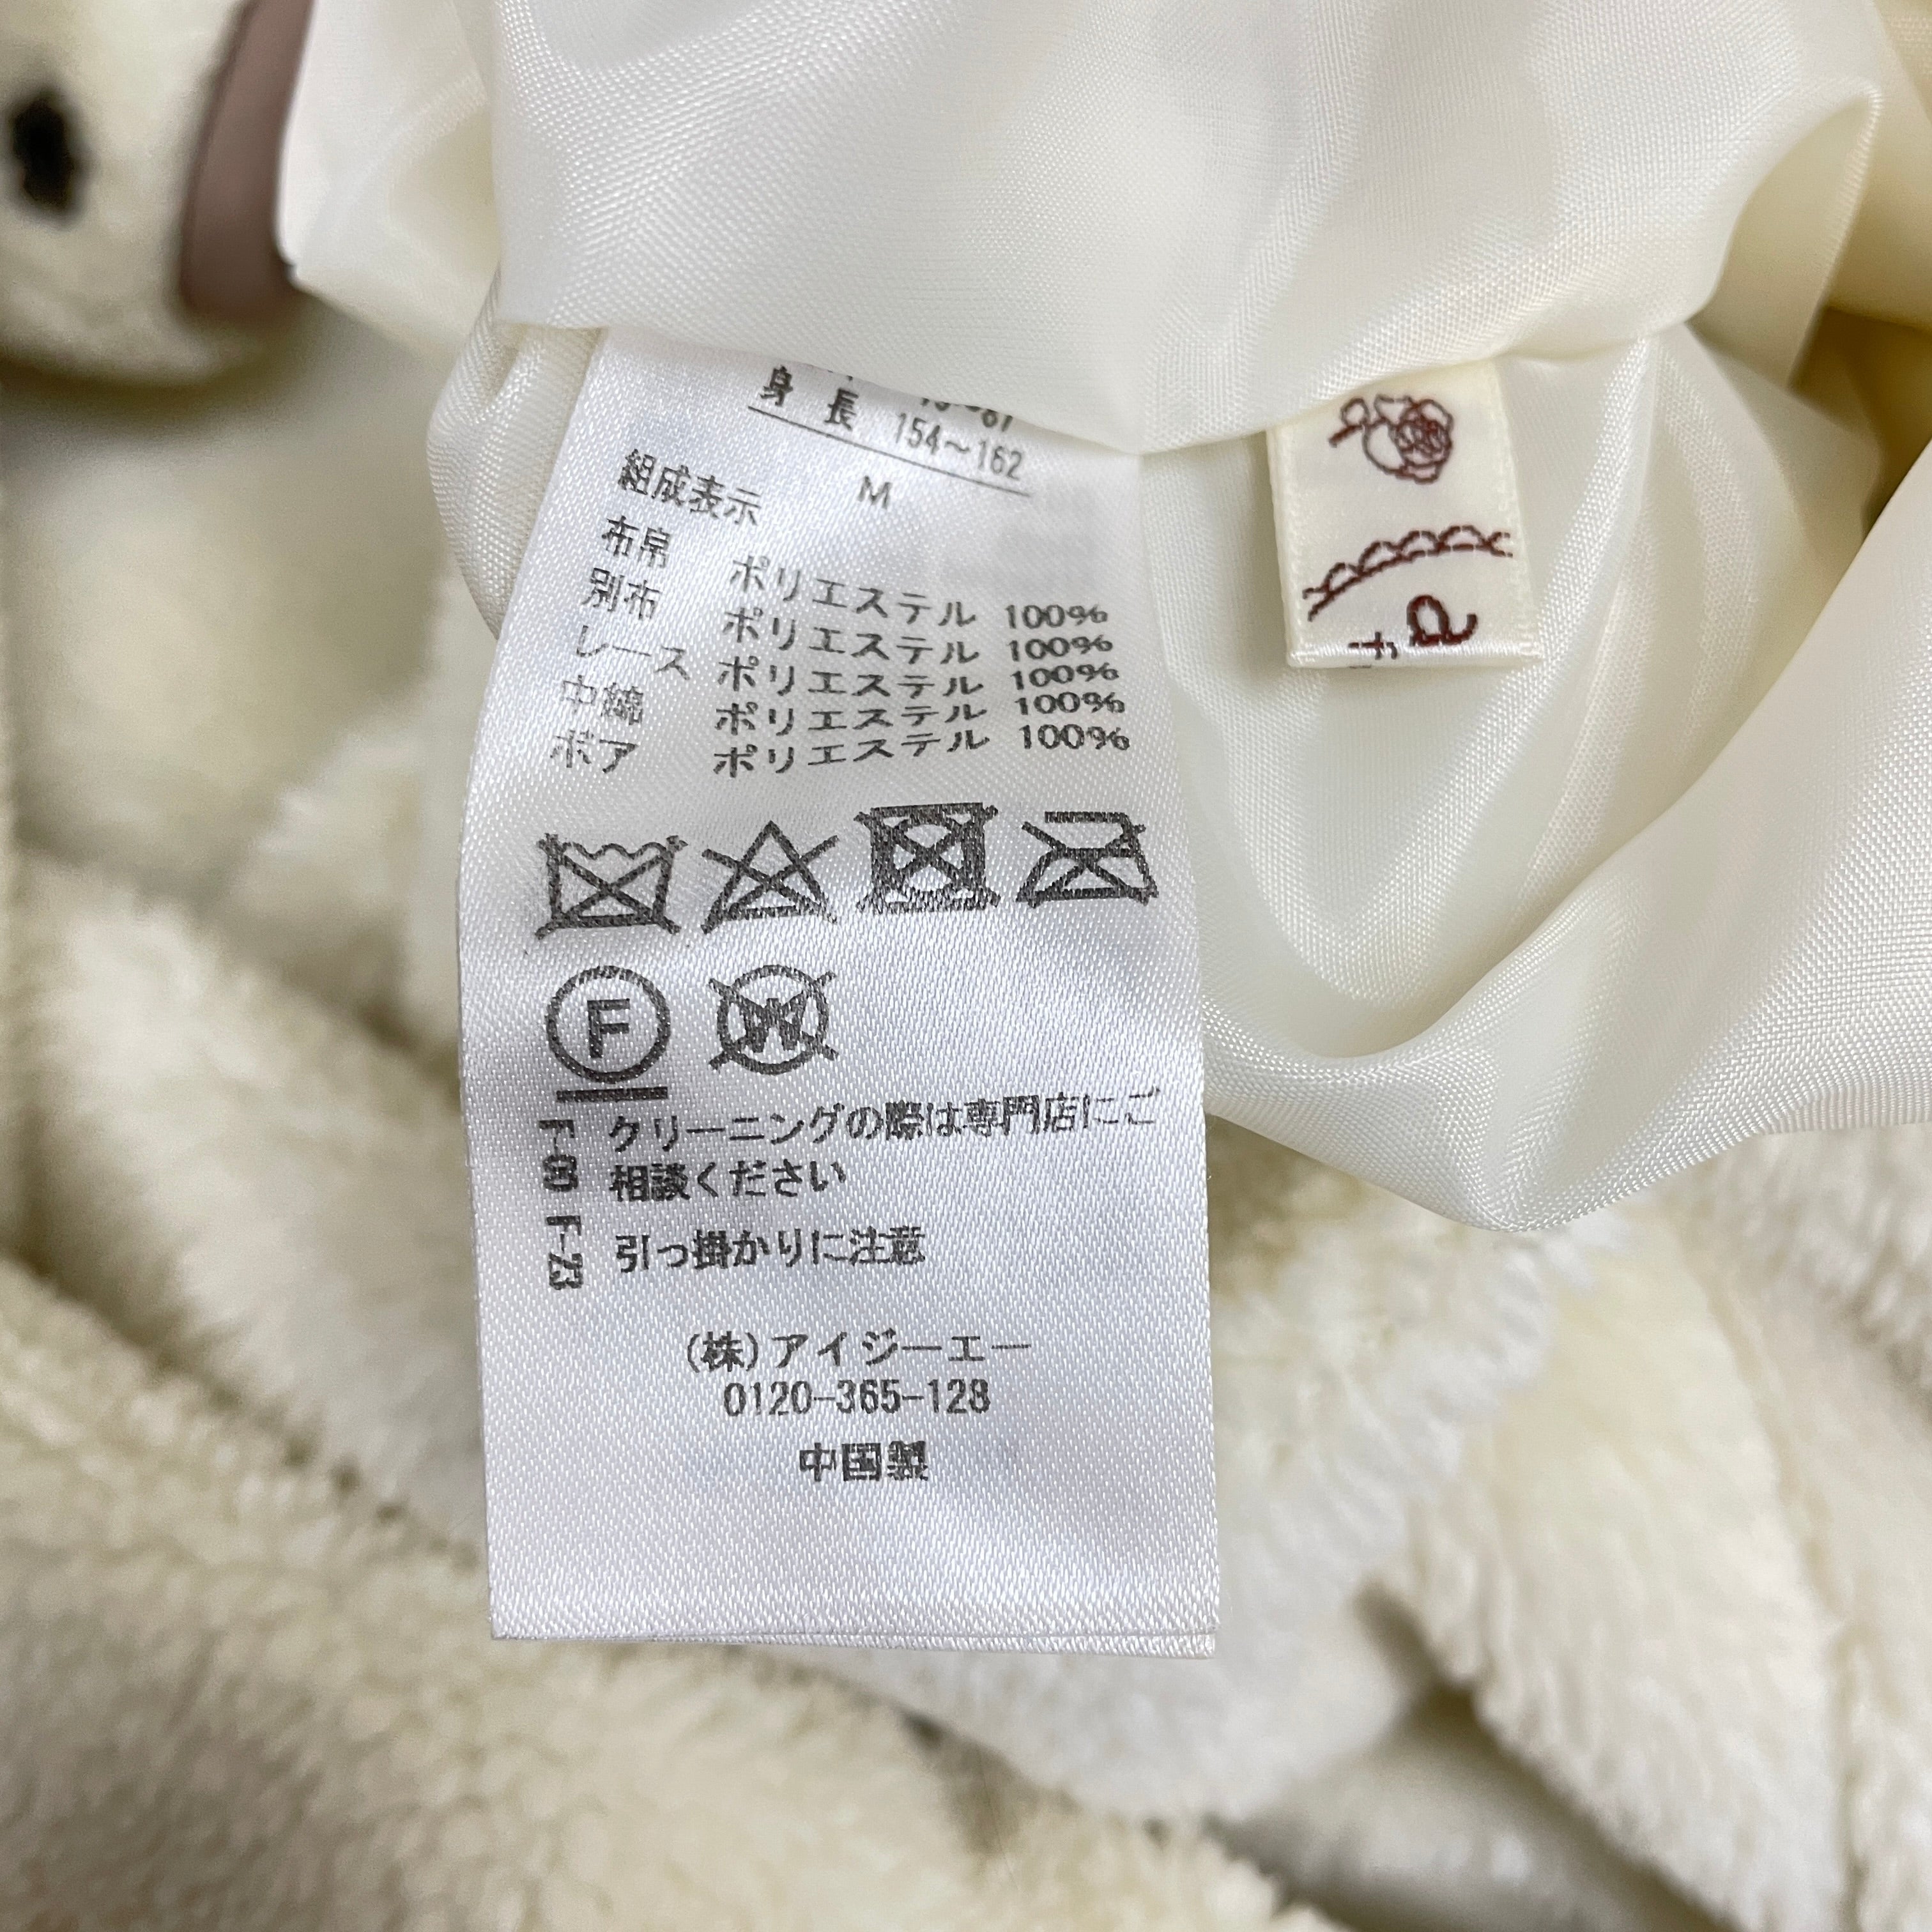 身長 154～162
M
組成表示
布帛 ポリエステル 100%
別布 ポリエステル 100%
レース ポリエステル 100%
中綿 ポリエステル 100%
ボア ポリエステル 100%
F
W
クリーニングの際は専門店にご
相談ください
引っ掛かりに注意
F-23
(株)アイジーエー
0120-365-128
中国製